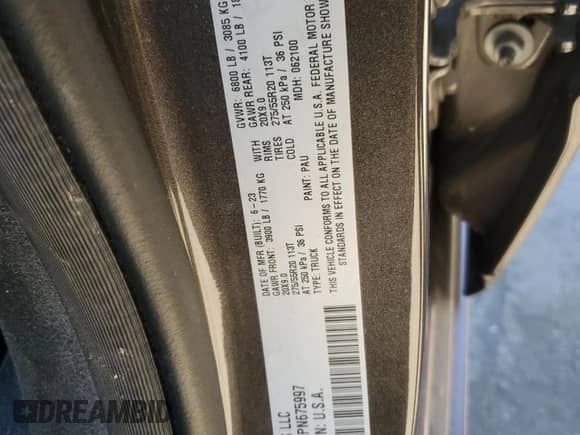 G LLC
DATE OF MFR (BUILT): 6-23
GVWR: 6800 LB / 3085 KG
GAWR FRONT: 3900 LB / 1770 KG
WITH
GAWR REAR: 4100 LB /
20X9.0
RIMS
20X9.0
275/55R20 113T
TIRES
275/55R20 113T
AT 250 kPa / 36 PSI
COLD
AT 250 kPa / 36 PSI
TYPE: TRUCK
PAINT: PAU
MDH: 062100
THIS VEHICLE CONFORMS TO ALL APPLICABLE U.S.A. FEDERAL MOTOR
STANDARDS IN EFFECT ON THE DATE OF MANUFACTURE SHOW
PN675997
N: U.S.A.
DREAMBID